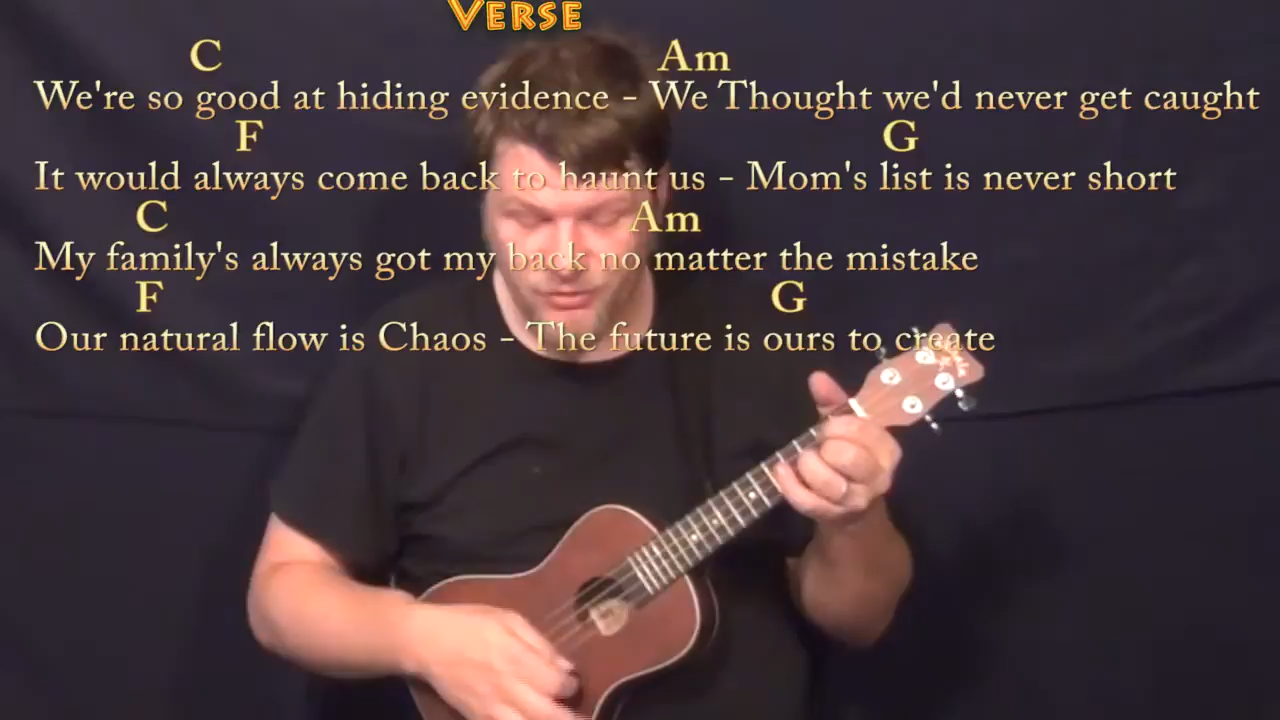 VERSE
C Am
We're so good at hiding evidence - We Thought we'd never get caught
F G
It would always come back to haunt us - Mom's list is never short
C Am
My family's always got my back no matter the mistake
F G
Our natural flow is Chaos - The future is ours to create